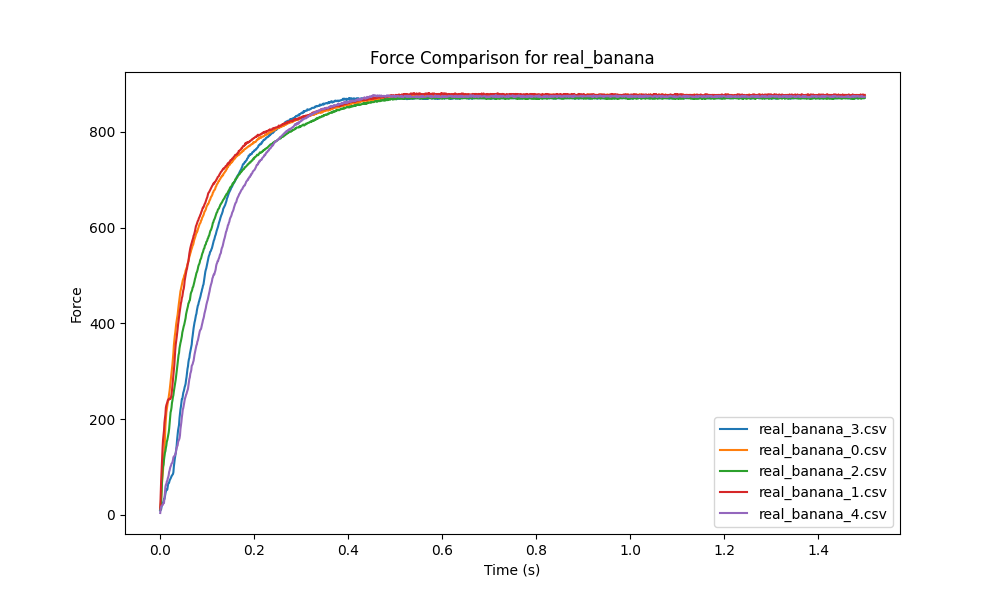 Force Comparison for real_banana
Force
800
600
400
200
0
0.0 0.2 0.4 0.6 0.8 1.0 1.2 1.4
Time (s)
real_banana_3.csv
real_banana_0.csv
real_banana_2.csv
real_banana_1.csv
real_banana_4.csv